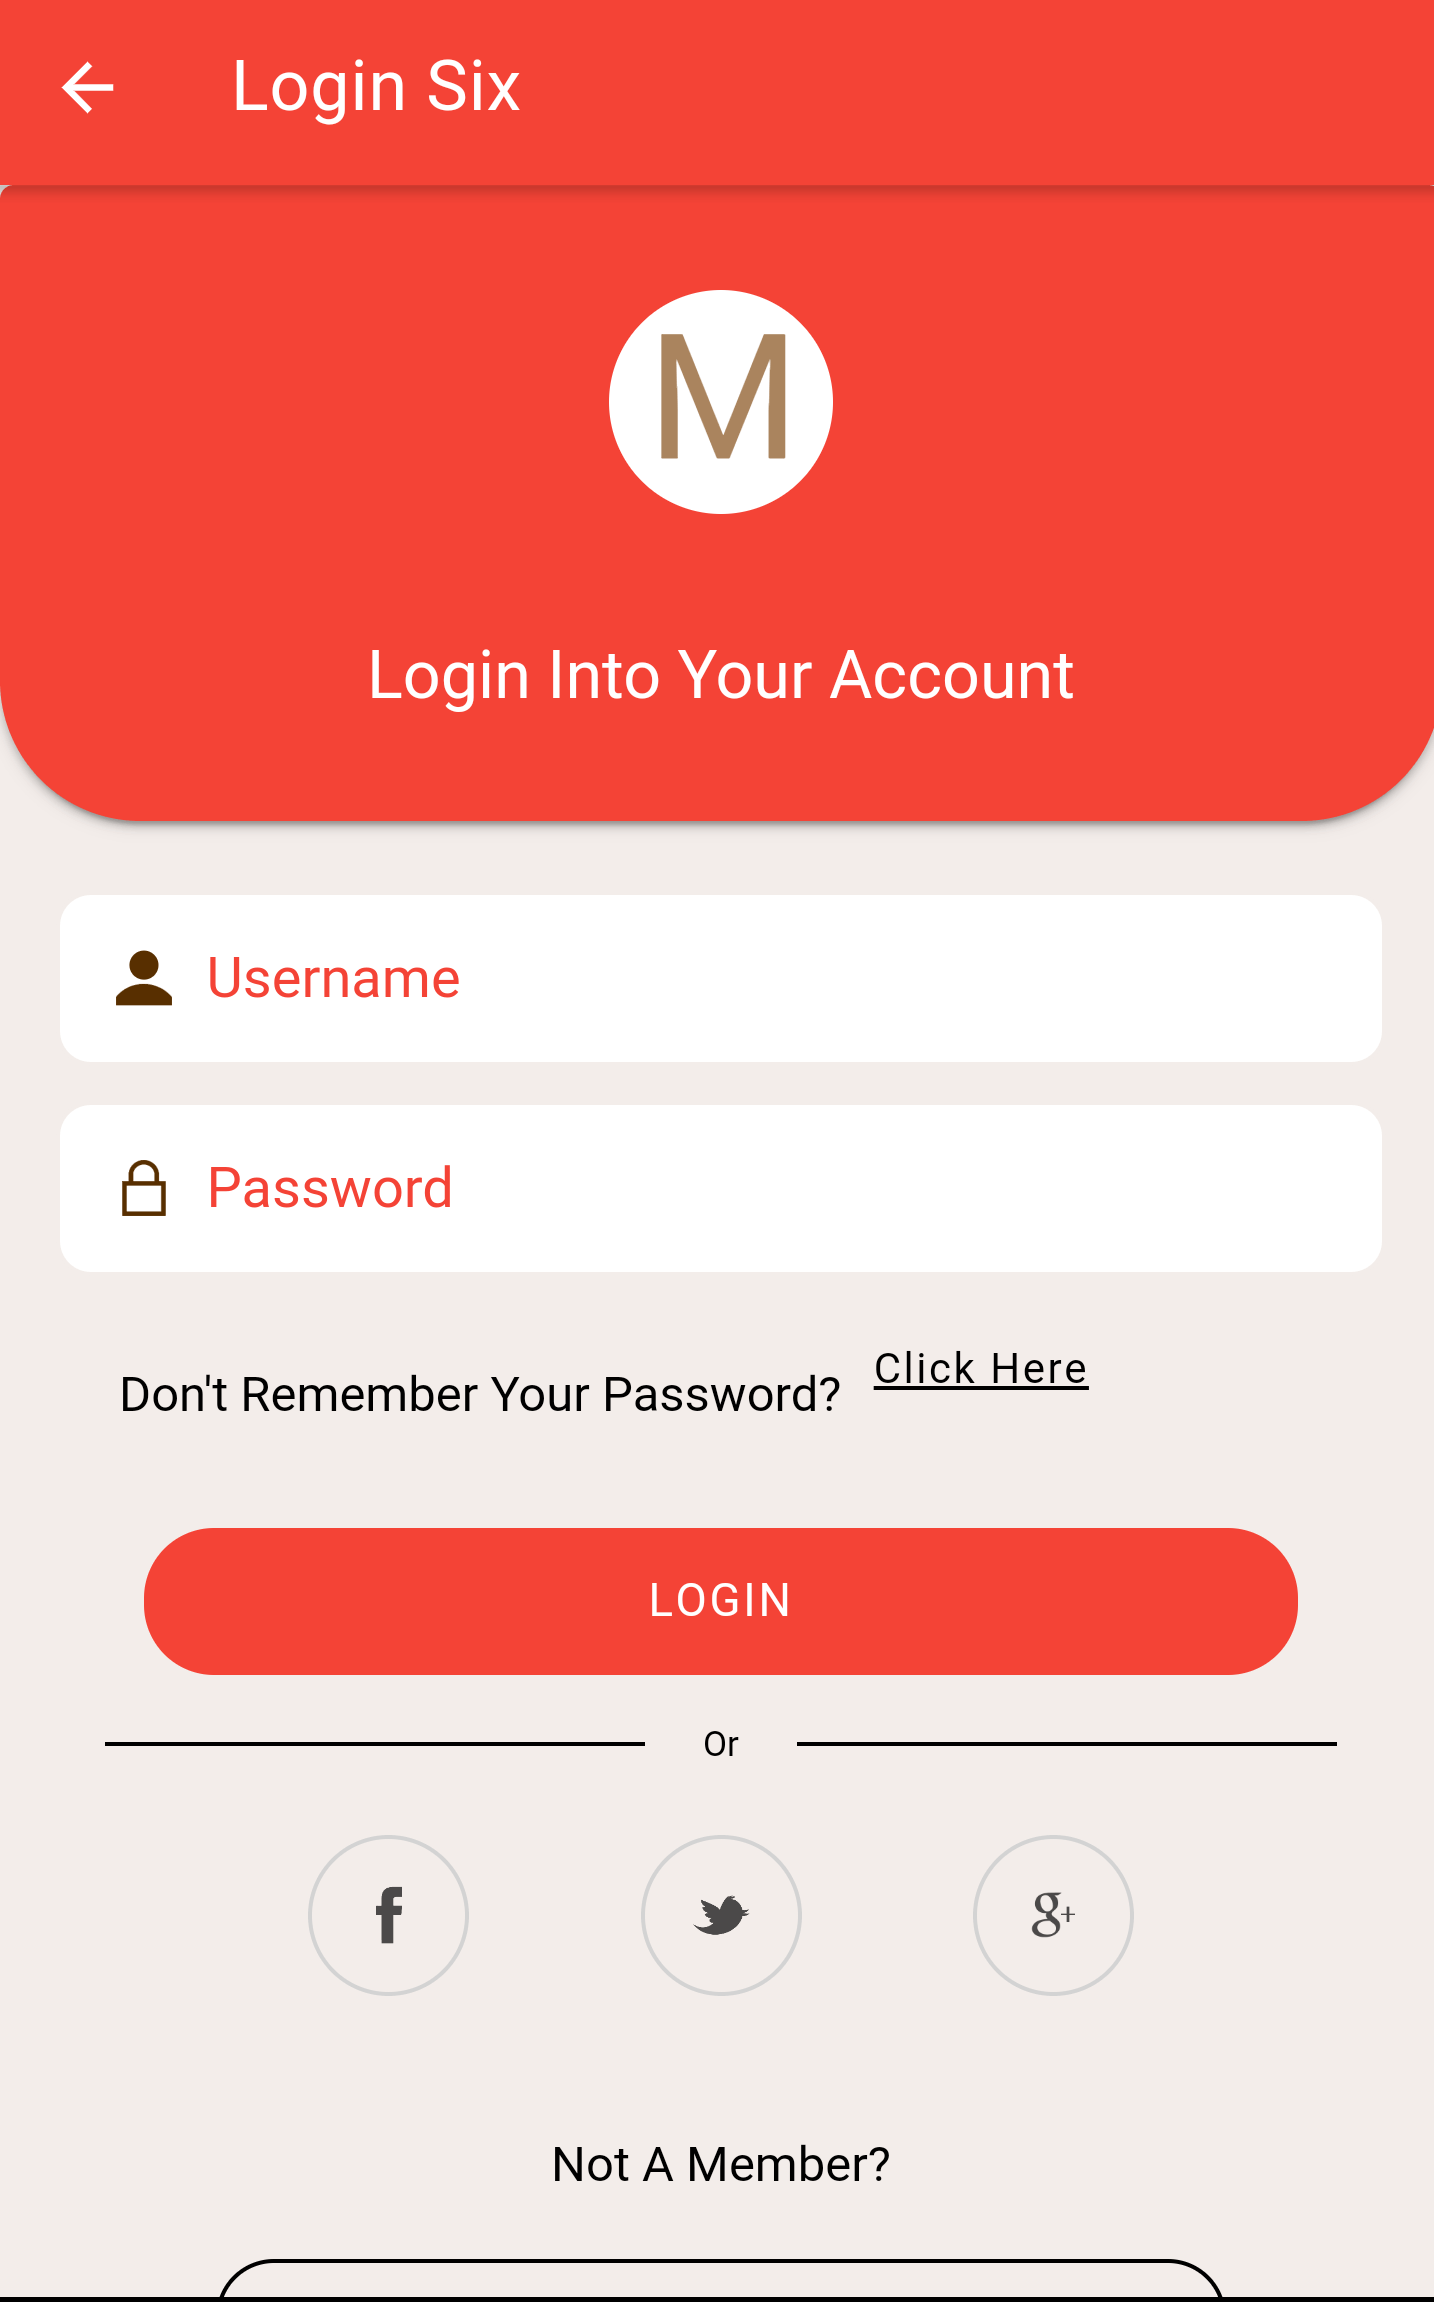 Login Six
M
Login Into Your Account
Username
Password
Don't Remember Your Password? Click Here
LOGIN
Or
f
g+
Not A Member?